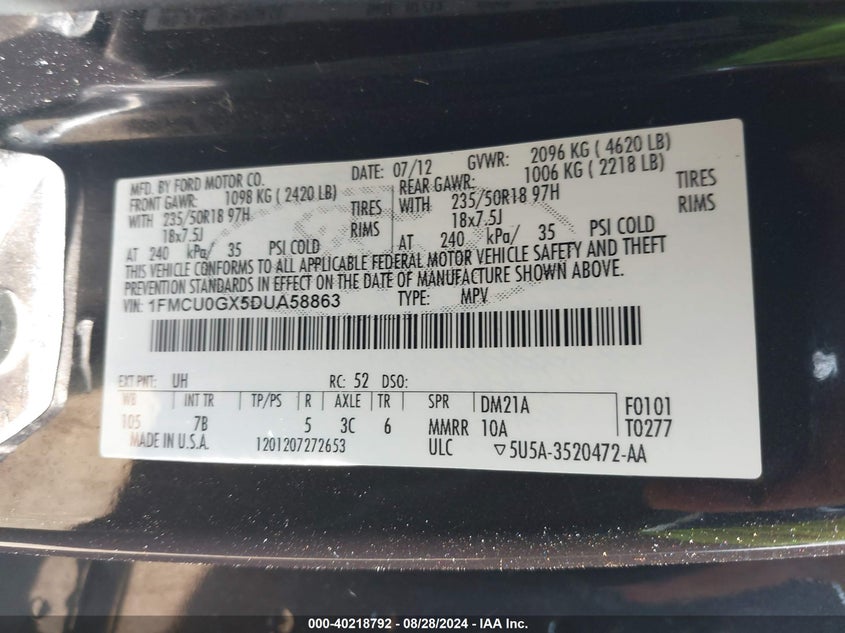 MFD. BY FORD MOTOR CO. DATE: 07/12 GVWR: 2096 KG ( 4620 LB)
FRONT GAWR: 1098 KG ( 2420 LB) REAR GAWR: 1006 KG ( 2218 LB)
WITH 235/50R18 97H TIRES WITH 235/50R18 97H TIRES
18x7.5J RIMS 18x7.5J RIMS
AT 240 kPa/ 35 PSI COLD AT 240 kPa/ 35 PSI COLD
THIS VEHICLE CONFORMS TO ALL APPLICABLE FEDERAL MOTOR VEHICLE SAFETY AND THEFT
PREVENTION STANDARDS IN EFFECT ON THE DATE OF MANUFACTURE SHOWN ABOVE.
VIN: 1FMCU0GX5DUA58863 TYPE: MPV
EXT PNT: UH RC: 52 DSO:
WB INT TR TP/PS R AXLE TR SPR DM21A F0101
105 7B 5 3C 6 MMRR 10A T0277
MADE IN U.S.A. 1201207272653 ULC ▽5U5A-3520472-AA
000-40218792 - 08/28/2024 - IAA Inc.